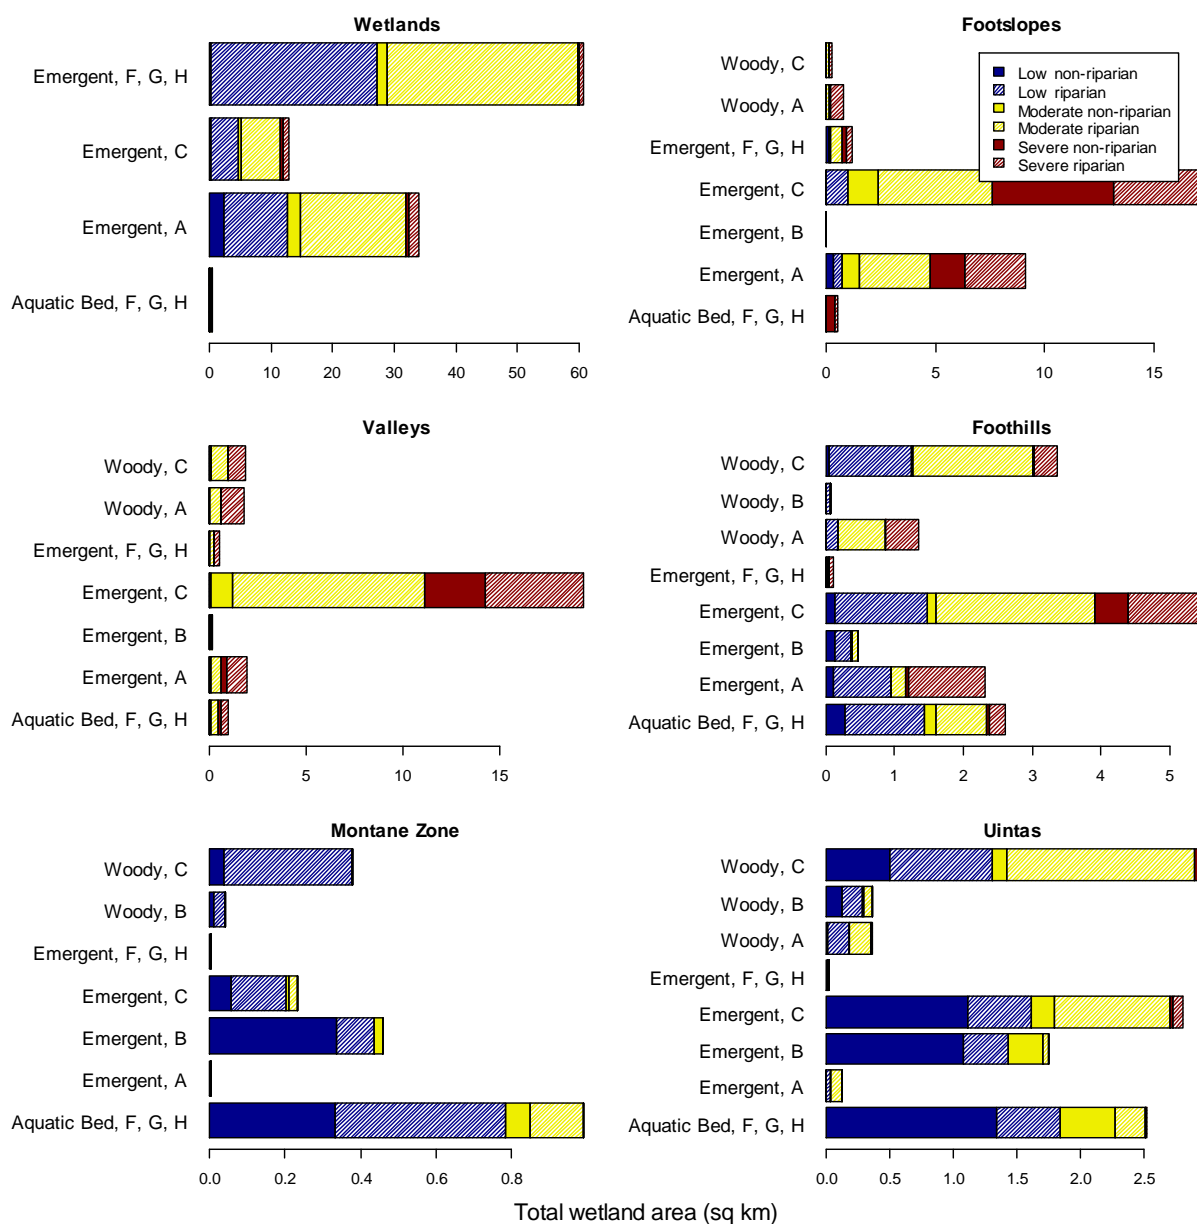 Wetlands
Emergent, F, G, H
Emergent, C
Emergent, A
Aquatic Bed, F, G, H
0 10 20 30 40 50 60
Footslopes
Woody, C
Woody, A
Emergent, F, G, H
Emergent, C
Emergent, B
Emergent, A
Aquatic Bed, F, G, H
0 5 10 15
Low non-riparian
Low riparian
Moderate non-riparian
Moderate riparian
Severe non-riparian
Severe riparian
Valleys
Woody, C
Woody, A
Emergent, F, G, H
Emergent, C
Emergent, B
Emergent, A
Aquatic Bed, F, G, H
0 5 10 15
Foothills
Woody, C
Woody, B
Woody, A
Emergent, F, G, H
Emergent, C
Emergent, B
Emergent, A
Aquatic Bed, F, G, H
0 1 2 3 4 5
Montane Zone
Woody, C
Woody, B
Emergent, F, G, H
Emergent, C
Emergent, B
Emergent, A
Aquatic Bed, F, G, H
0.0 0.2 0.4 0.6 0.8
Uintas
Woody, C
Woody, B
Woody, A
Emergent, F, G, H
Emergent, C
Emergent, B
Emergent, A
Aquatic Bed, F, G, H
0.0 0.5 1.0 1.5 2.0 2.5
Total wetland area (sq km)